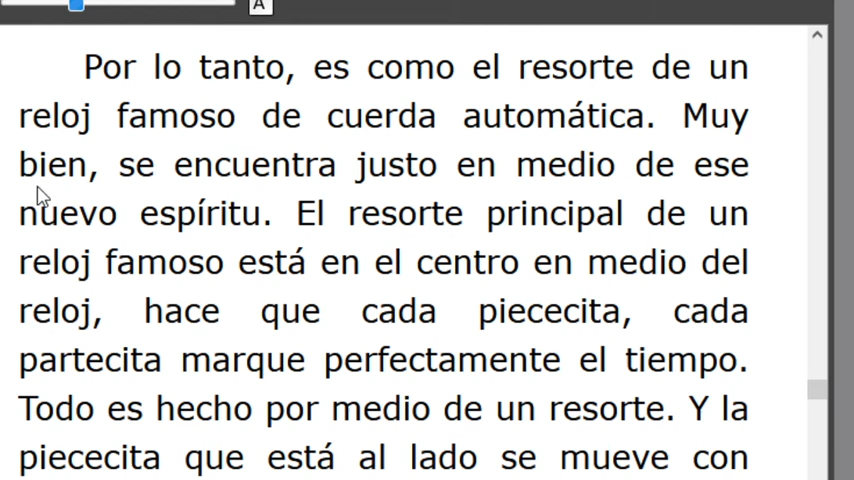 A
Por lo tanto, es como el resorte de un
reloj famoso de cuerda automática. Muy
bien, se encuentra justo en medio de ese
nuevo espíritu. El resorte principal de un
reloj famoso está en el centro en medio del
reloj, hace que cada piececita, cada
partecita marque perfectamente el tiempo.
Todo es hecho por medio de un resorte. Y la
piececita que está al lado se mueve con